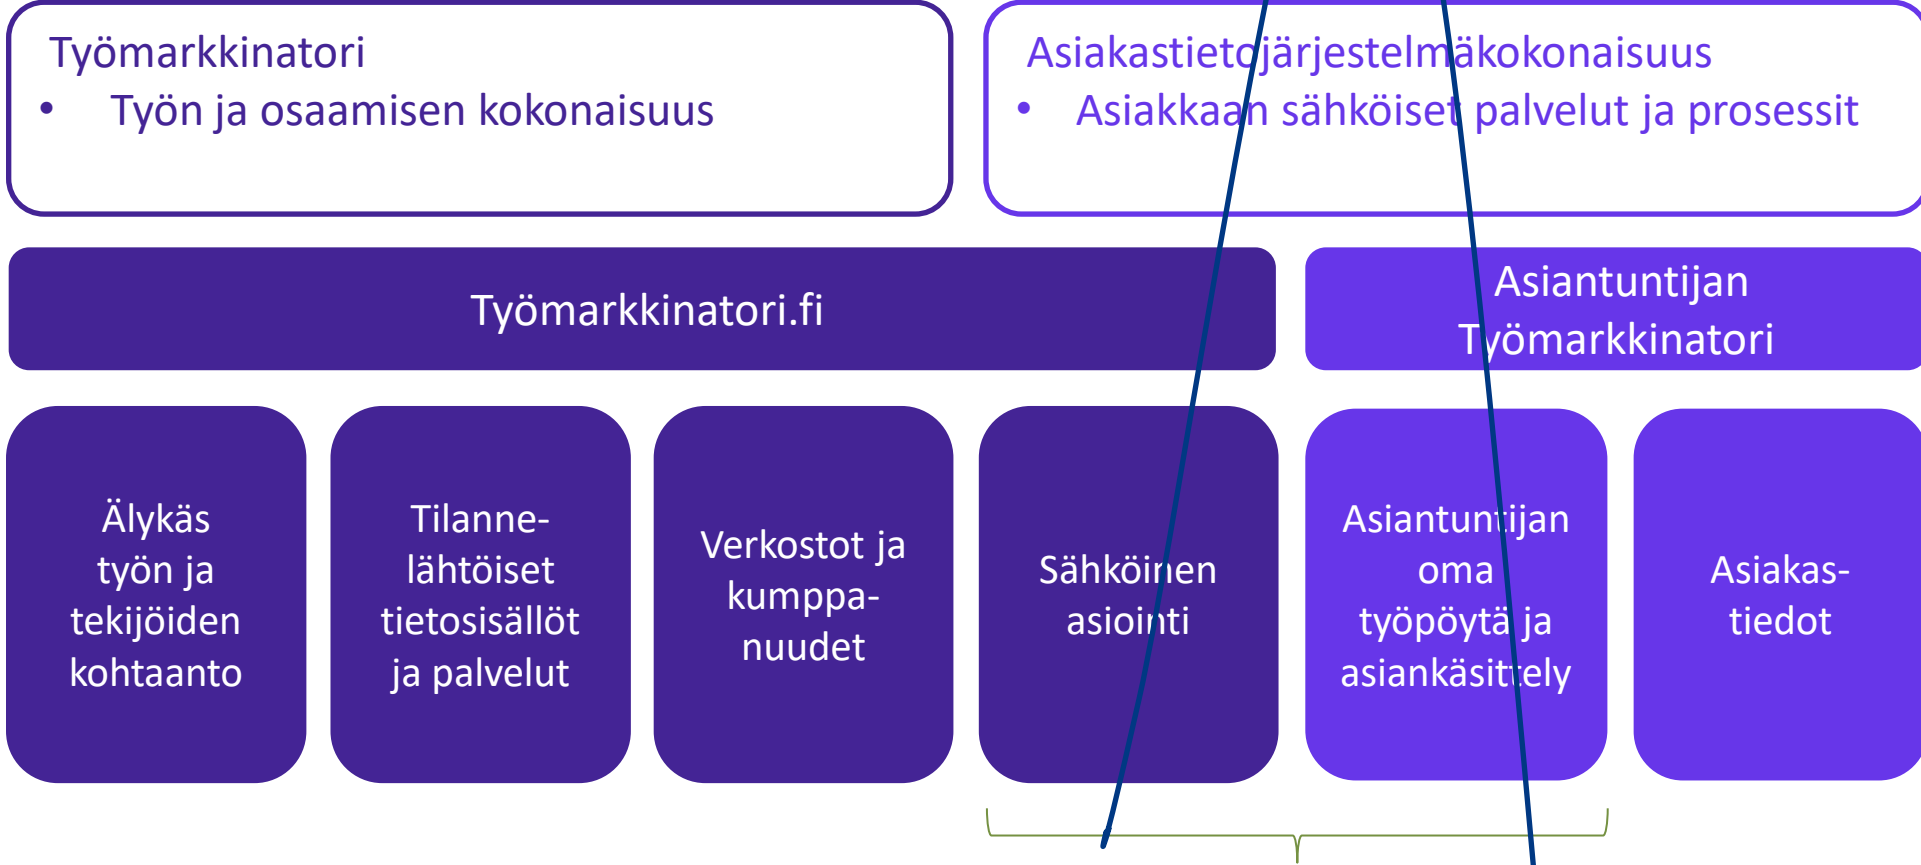 Työmarkkinatori
• Työn ja osaamisen kokonaisuus
Asiakastietojärjestelmäkokonaisuus
• Asiakkaan sähköiset palvelut ja prosessit
Työmarkkinatori.fi
Asiantuntijan
Työmarkkinatori
Älykäs
työn ja
tekijöiden
kohtaanto
Tilanne-
lähtöiset
tietosisällöt
ja palvelut
Verkostot ja
kumppa-
nuudet
Sähköinen
asiointi
Asiantuntijan
oma
työpöytä ja
asiankäsittely
Asiakas-
tiedot